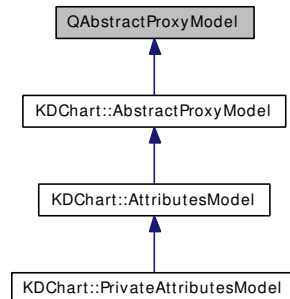 QAbstractProxyModel
KDChart::AbstractProxyModel
KDChart::AttributesModel
KDChart::PrivateAttributesModel